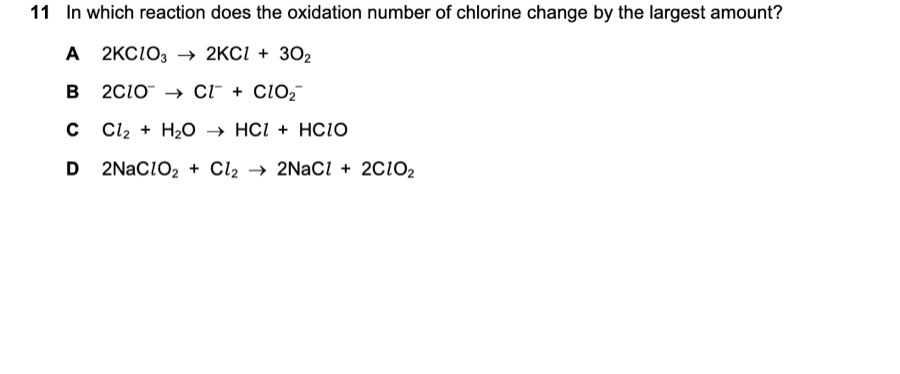 11 In which reaction does the oxidation number of chlorine change by the largest amount?
A 2KClO₃ → 2KCl + 3O₂
B 2ClO⁻ → Cl⁻ + ClO₂⁻
C Cl₂ + H₂O → HCl + HClO
D 2NaClO₂ + Cl₂ → 2NaCl + 2ClO₂